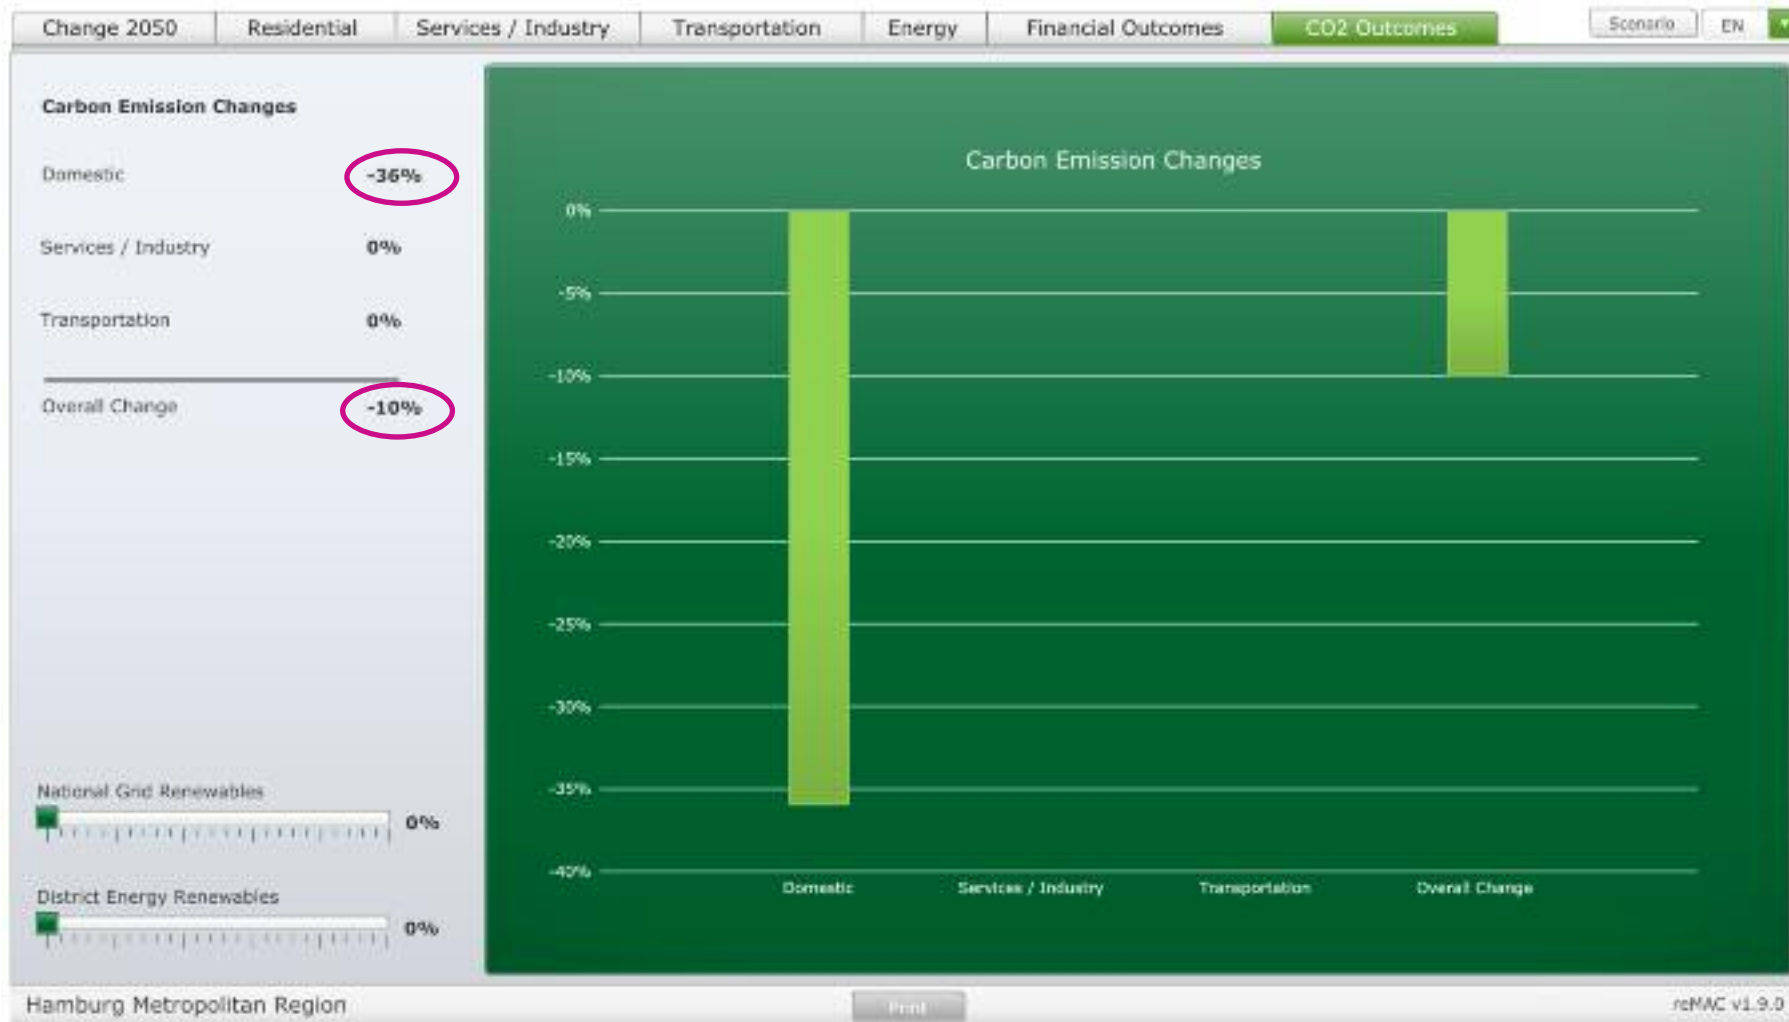 Change 2050 Residential Services / Industry Transportation Energy Financial Outcomes CO2 Outcomes Scenario EN
Carbon Emission Changes
Domestic -36%
Services / Industry 0%
Transportation 0%
Overall Change -10%
National Grid Renewables
0%
District Energy Renewables
0%
Carbon Emission Changes
0%
-5%
-10%
-15%
-20%
-25%
-30%
-35%
-40%
Domestic Services / Industry Transportation Overall Change
Hamburg Metropolitan Region Print reMAC v1.9.0